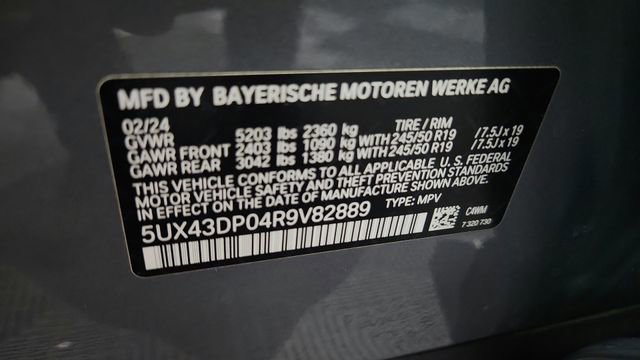 MFD BY BAYERISCHE MOTOREN WERKE AG
02/24 TIRE / RIM
GVWR 5203 lbs 2360 kg
GAWR FRONT 2403 lbs 1090 kg WITH 245/50 R19 /7.5J x 19
GAWR REAR 3042 lbs 1380 kg WITH 245/50 R19 /7.5J x 19
THIS VEHICLE CONFORMS TO ALL APPLICABLE U.S. FEDERAL
MOTOR VEHICLE SAFETY AND THEFT PREVENTION STANDARDS
IN EFFECT ON THE DATE OF MANUFACTURE SHOWN ABOVE.
5UX43DP04R9V82889 TYPE: MPV
C4WM
7 320 730